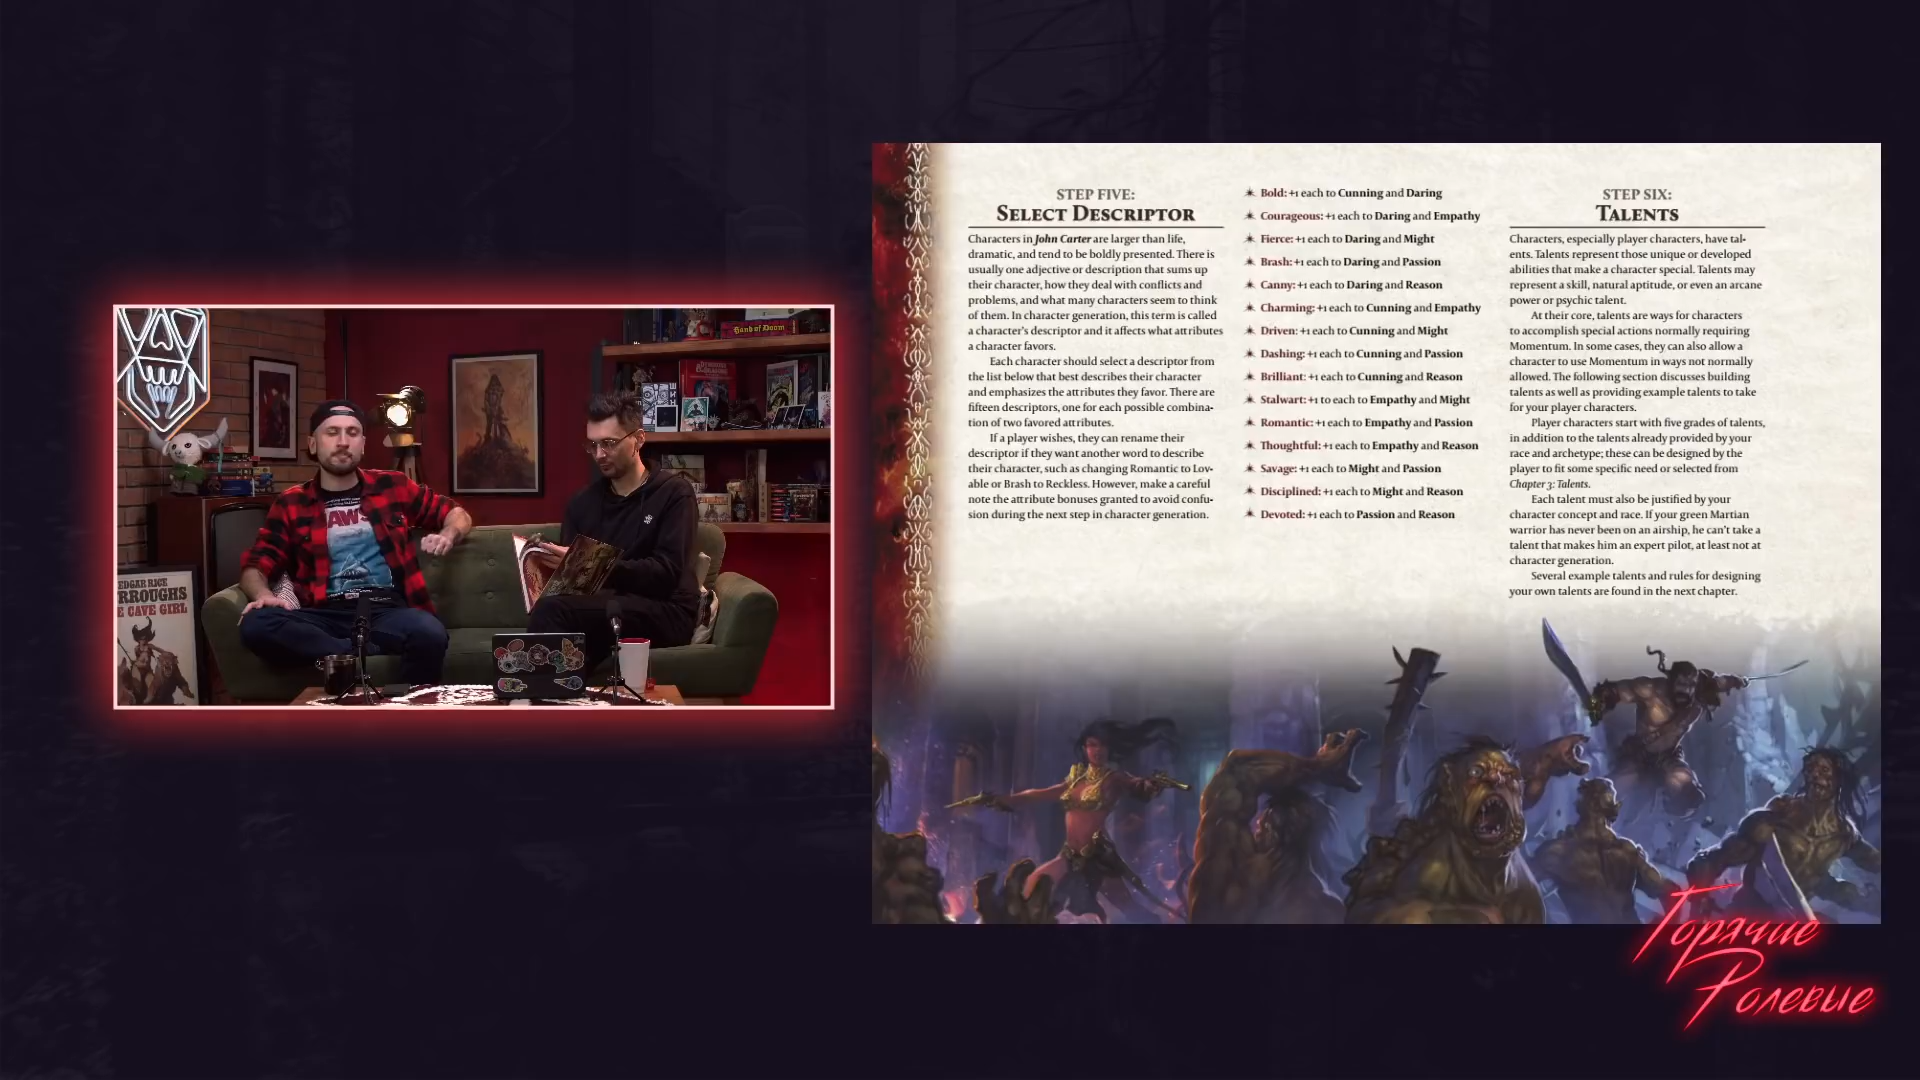 Hand of Doom
JAWS
EDGAR RICE
BURROUGHS
E CAVE GIRL
STEP FIVE:
SELECT DESCRIPTOR
Characters in John Carter are larger than life,
dramatic, and tend to be boldly presented. There is
usually one adjective or description that sums up
their character, how they deal with conflicts and
problems, and what many characters seem to think
of them. In character generation, this term is called
a character's descriptor and it affects what attributes
a character favors.
Each character should select a descriptor from
the list below that best describes their character
and emphasizes the attributes they favor. There are
fifteen descriptors, one for each possible combina-
tion of two favored attributes.
If a player wishes, they can rename their
descriptor if they want another word to describe
their character, such as changing Romantic to Lov-
able or Brash to Reckless. However, make a careful
note the attribute bonuses granted to avoid confu-
sion during the next step in character generation.
Bold: +1 each to Cunning and Daring
Courageous: +1 each to Daring and Empathy
Fierce: +1 each to Daring and Might
Brash: +1 each to Daring and Passion
Canny: +1 each to Daring and Reason
Charming: +1 each to Cunning and Empathy
Driven: +1 each to Cunning and Might
Dashing: +1 each to Cunning and Passion
Brilliant: +1 each to Cunning and Reason
Stalwart: +1 to each to Empathy and Might
Romantic: +1 each to Empathy and Passion
Thoughtful: +1 each to Empathy and Reason
Savage: +1 each to Might and Passion
Disciplined: +1 each to Might and Reason
Devoted: +1 each to Passion and Reason
STEP SIX:
TALENTS
Characters, especially player characters, have tal-
ents. Talents represent those unique or developed
abilities that make a character special. Talents may
represent a skill, natural aptitude, or even an arcane
power or psychic talent.
At their core, talents are ways for characters
to accomplish special actions normally requiring
Momentum. In some cases, they can also allow a
character to use Momentum in ways not normally
allowed. The following section discusses building
talents as well as providing example talents to take
for your player characters.
Player characters start with five grades of talents,
in addition to the talents already provided by your
race and archetype; these can be designed by the
player to fit some specific need or selected from
Chapter 3: Talents.
Each talent must also be justified by your
character concept and race. If your green Martian
warrior has never been on an airship, he can't take a
talent that makes him an expert pilot, at least not at
character generation.
Several example talents and rules for designing
your own talents are found in the next chapter.
Горячие
Ролевые